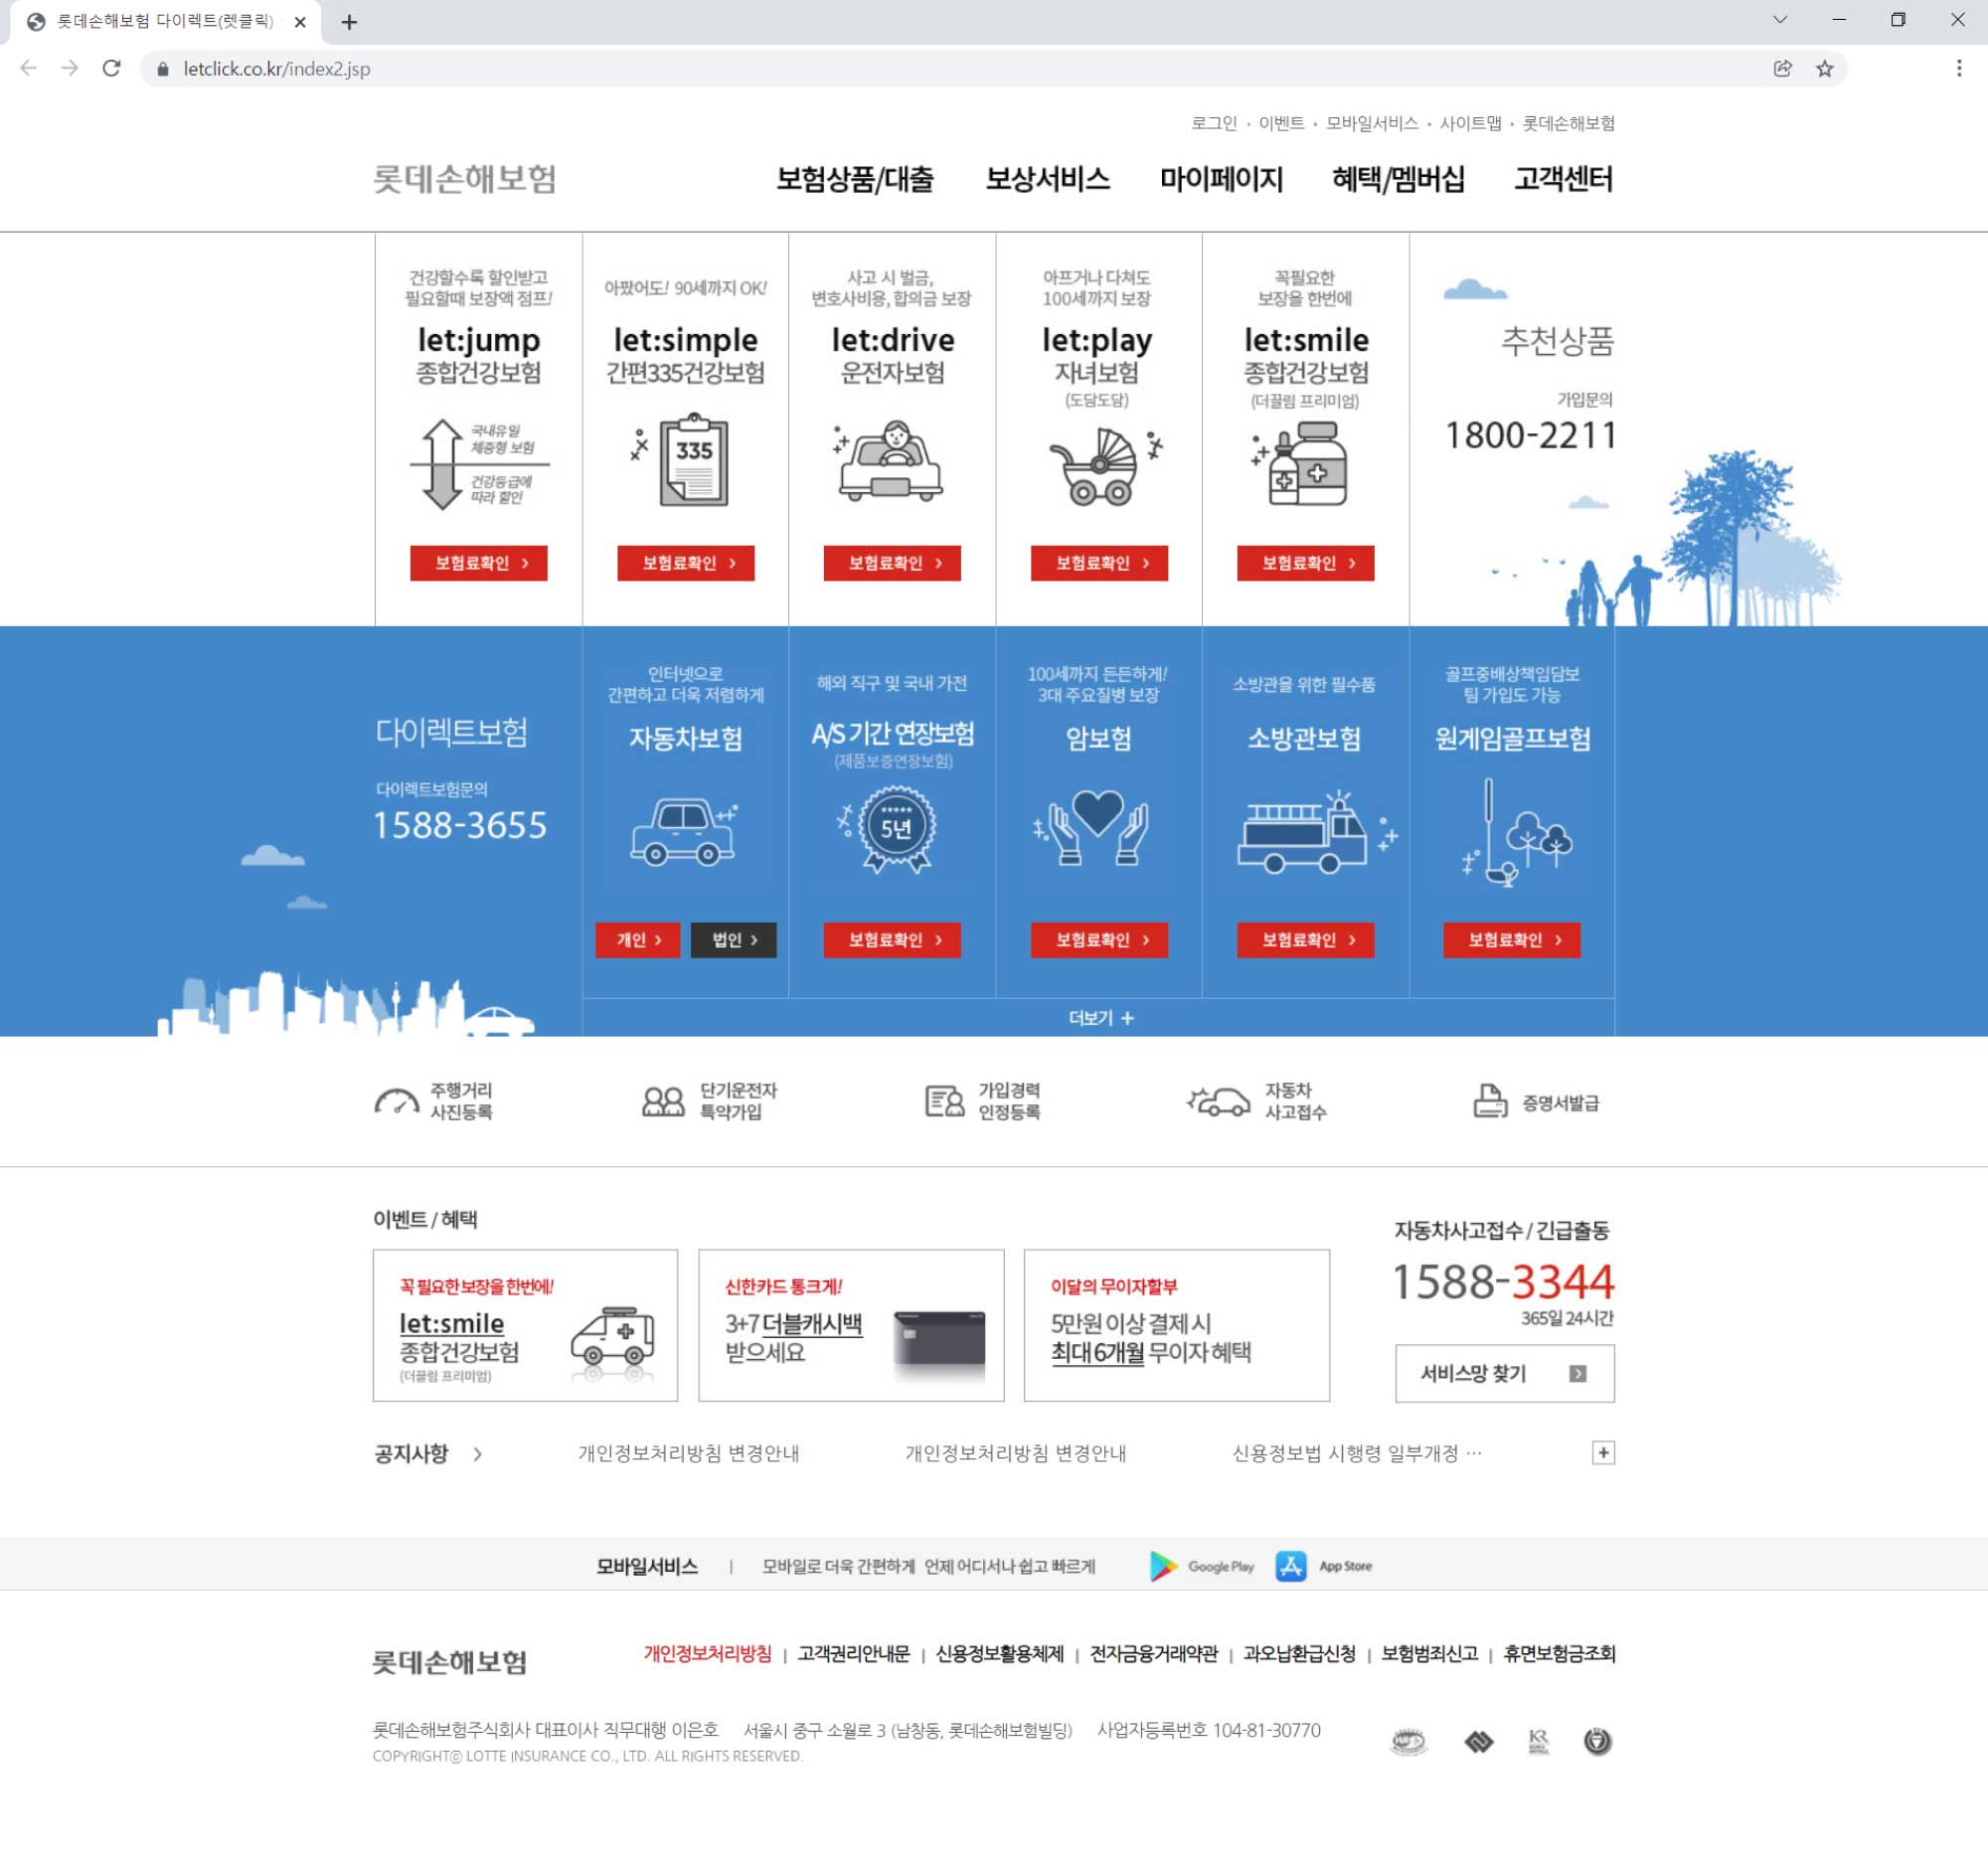 롯데손해보험 다이렉트(렛클릭)
letclick.co.kr/index2.jsp
로그인 · 이벤트 · 모바일서비스 · 사이트맵 · 롯데손해보험
롯데손해보험
보험상품/대출 보상서비스 마이페이지 혜택/멤버십 고객센터
건강할수록 할인받고
필요할때 보장액 점프!
let:jump
종합건강보험
국내유일
체증형 보험
건강등급에
따라 할인
보험료확인
아팠어도! 90세까지 OK!
let:simple
간편335건강보험
335
보험료확인
사고 시 벌금,
변호사비용, 합의금 보장
let:drive
운전자보험
보험료확인
아프거나 다쳐도
100세까지 보장
let:play
자녀보험
(도담도담)
보험료확인
꼭필요한
보장을 한번에
let:smile
종합건강보험
(더끌림 프리미엄)
보험료확인
추천상품
가입문의
1800-2211
다이렉트보험
다이렉트보험문의
1588-3655
인터넷으로
간편하고 더욱 저렴하게
자동차보험
개인 법인
해외 직구 및 국내 가전
A/S 기간 연장보험
(제품보증연장보험)
5년
보험료확인
100세까지 든든하게!
3대 주요질병 보장
암보험
보험료확인
소방관을 위한 필수품
소방관보험
보험료확인
골프중배상책임담보
팀 가입도 가능
원게임골프보험
보험료확인
더보기 +
주행거리
사진등록
단기운전자
특약가입
가입경력
인정등록
자동차
사고접수
증명서발급
이벤트 / 혜택
꼭 필요한 보장을 한번에!
let:smile
종합건강보험
(더끌림 프리미엄)
신한카드 통크게!
3+7 더블캐시백
받으세요
이달의 무이자할부
5만원 이상 결제 시
최대 6개월 무이자 혜택
자동차사고접수 / 긴급출동
1588-3344
365일 24시간
서비스망 찾기
공지사항
개인정보처리방침 변경안내
개인정보처리방침 변경안내
신용정보법 시행령 일부개정 ···
모바일서비스 | 모바일로 더욱 간편하게 언제 어디서나 쉽고 빠르게
Google Play
App Store
롯데손해보험
개인정보처리방침 | 고객권리안내문 | 신용정보활용체제 | 전자금융거래약관 | 과오납환급신청 | 보험범죄신고 | 휴면보험금조회
롯데손해보험주식회사 대표이사 직무대행 이은호 서울시 중구 소월로 3 (남창동, 롯데손해보험빌딩) 사업자등록번호 104-81-30770
COPYRIGHTⓒ LOTTE INSURANCE CO., LTD. ALL RIGHTS RESERVED.